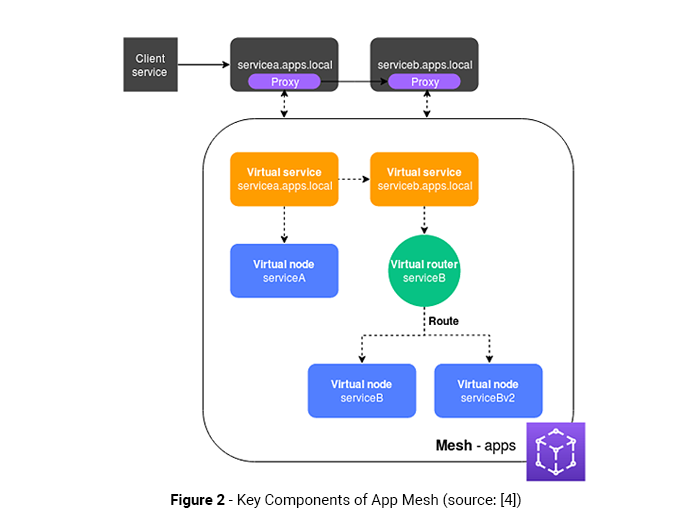 Client
service
servicea.apps.local
Proxy
serviceb.apps.local
Proxy
Virtual service
servicea.apps.local
Virtual service
serviceb.apps.local
Virtual node
serviceA
Virtual router
serviceB
Route
Virtual node
serviceB
Virtual node
serviceBv2
Mesh - apps
Figure 2 - Key Components of App Mesh (source: [4])